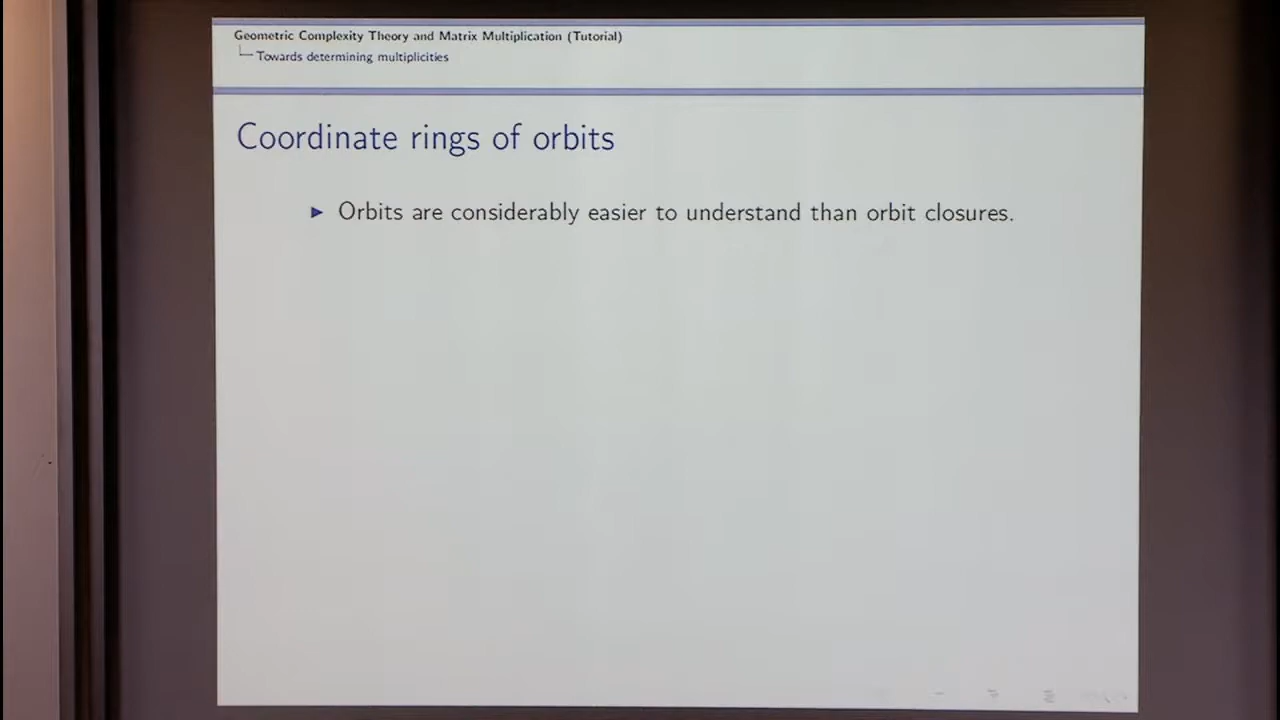 Geometric Complexity Theory and Matrix Multiplication (Tutorial)
Towards determining multiplicities
Coordinate rings of orbits
Orbits are considerably easier to understand than orbit closures.